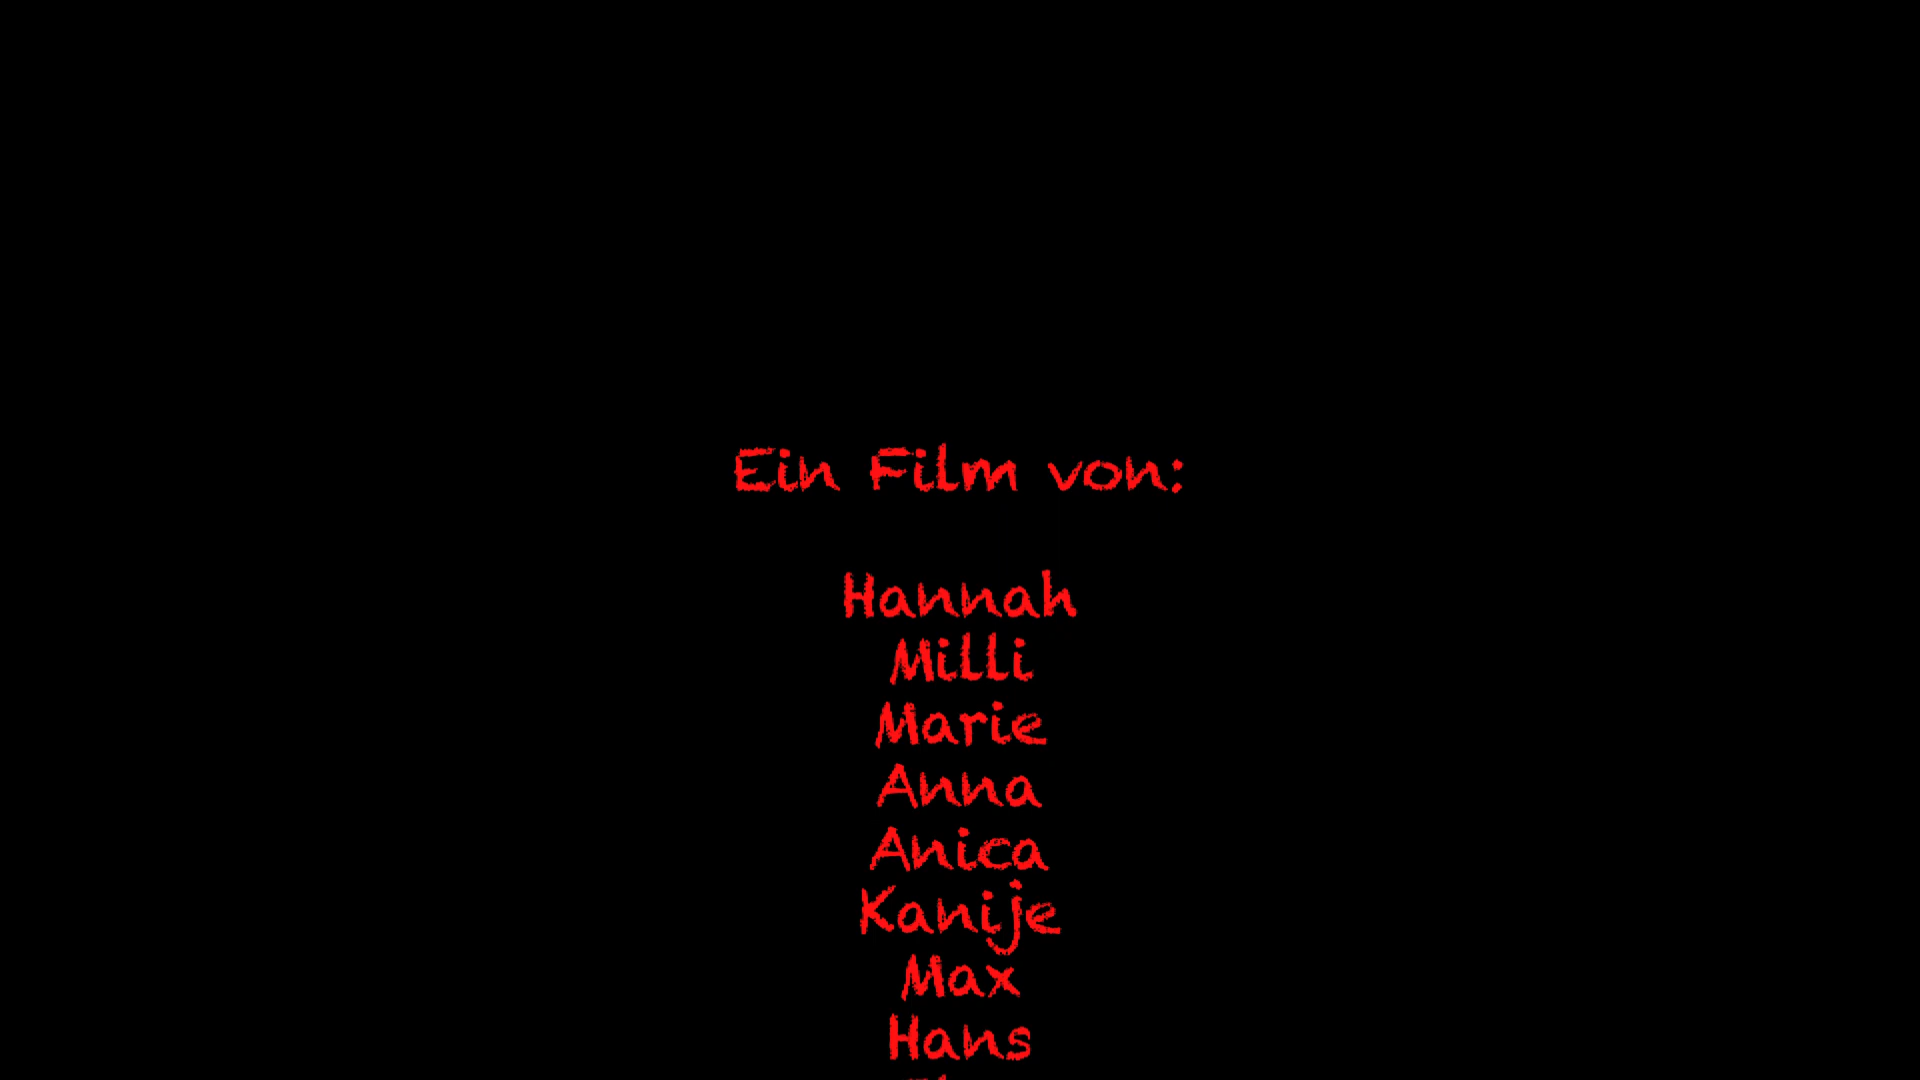 Ein Film von:
Hannah
Milli
Marie
Anna
Anica
Kanije
Max
Hans